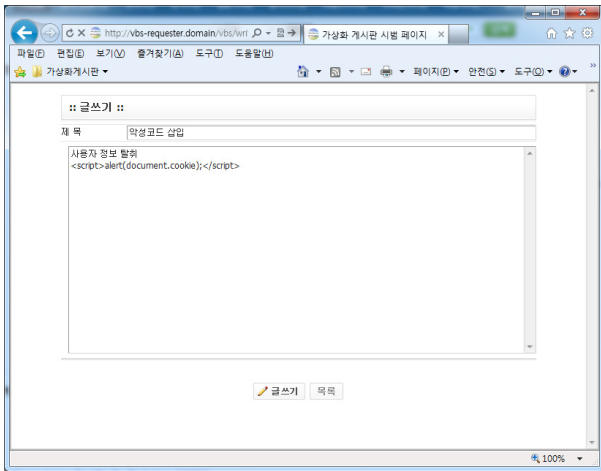 http://vbs-requester.domain/vbs/wri
가상화 게시판 시범 페이지
파일(F) 편집(E) 보기(V) 즐겨찾기(A) 도구(T) 도움말(H)
가상화게시판
페이지(P) 안전(S) 도구(O)
:: 글쓰기 ::
제 목 악성코드 삽입
사용자 정보 탈취
<script>alert(document.cookie);</script>
글쓰기 목록
100%